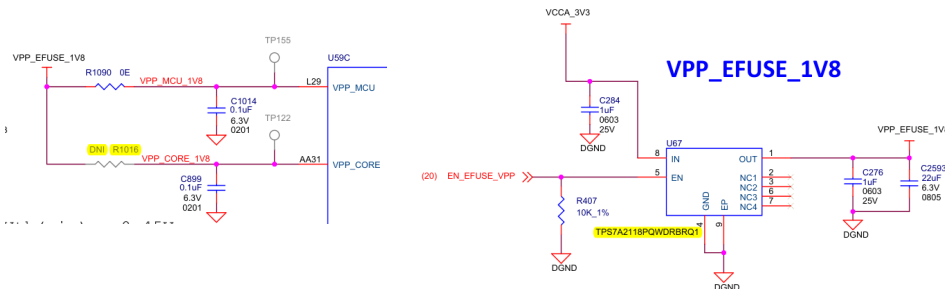 VPP_EFUSE_1V8
R1090 0E
VPP_MCU_1V8
TP155
U59C
L29
VPP_MCU
C1014
0.1uF
6.3V
0201
TP122
DNI R1016
VPP_CORE_1V8
AA31
VPP_CORE
C899
0.1uF
6.3V
0201
VCCA_3V3
VPP_EFUSE_1V8
C284
1uF
0603
25V
DGND
U67
8 IN
OUT 1
5 EN
NC1 2
NC2 3
NC3 6
NC4 7
GND
EP
4
9
TPS7A2118PQWDRBRQ1
(20) EN_EFUSE_VPP
R407
10K_1%
DGND
DGND
VPP_EFUSE_1V8
C276
1uF
0603
25V
C2593
22uF
6.3V
0805
DGND